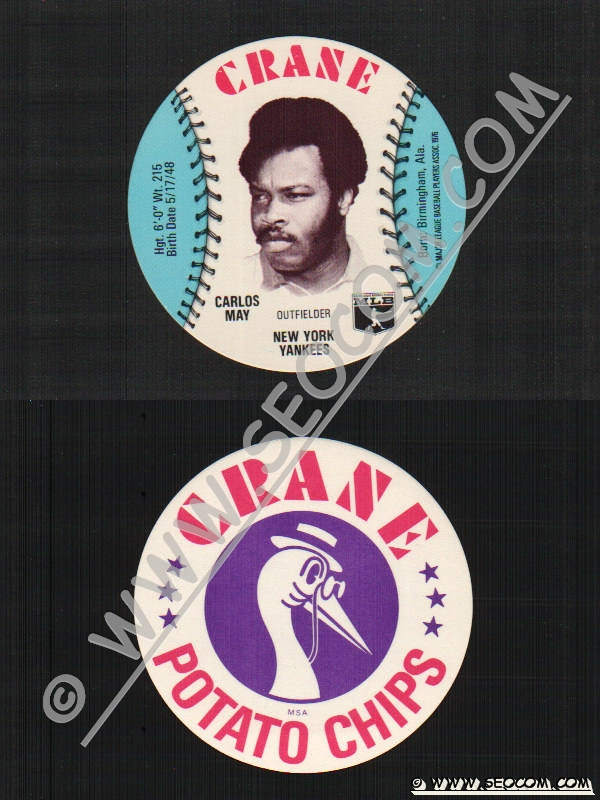 CRANE
Hgt. 6'-0" Wt. 215
Birth Date 5/17/48
Born: Birmingham, Ala.
MAJOR LEAGUE BASEBALL PLAYERS ASSOC. 1976
CARLOS
MAY
OUTFIELDER
MLB
NEW YORK
YANKEES
CRANE
MSA
POTATO CHIPS
© WWW.SEOCOM.COM
© WWW.SEOCOM.COM